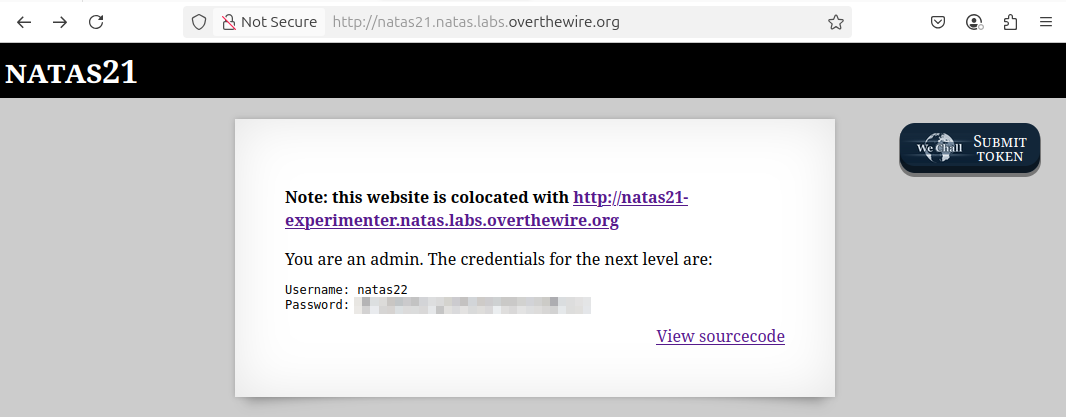 Not Secure http://natas21.natas.labs.overthewire.org
NATAS21
We Chall SUBMIT
TOKEN
Note: this website is colocated with http://natas21-
experimenter.natas.labs.overthewire.org
You are an admin. The credentials for the next level are:
Username: natas22
Password:
View sourcecode